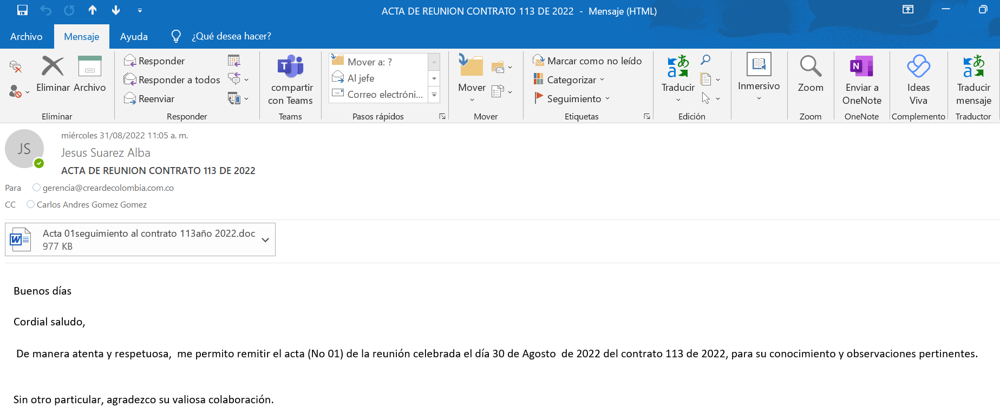 ACTA DE REUNION CONTRATO 113 DE 2022 - Mensaje (HTML)
Archivo Mensaje Ayuda ¿Qué desea hacer?
Eliminar Archivo
Eliminar
Responder
Responder a todos
Reenviar
Responder
T
compartir
con Teams
Teams
Mover a: ?
Al jefe
Correo electróni...
Pasos rápidos
Mover
Mover
Marcar como no leído
Categorizar
Seguimiento
Etiquetas
Traducir
Edición
Inmersivo
Zoom
Zoom
N
Enviar a
OneNote
OneNote
Ideas
Viva
Complemento
Traducir
mensaje
Traductor
JS
miércoles 31/08/2022 11:05 a. m.
Jesus Suarez Alba
ACTA DE REUNION CONTRATO 113 DE 2022
Para gerencia@creardecolombia.com.co
CC Carlos Andres Gomez Gomez
W
Acta 01seguimiento al contrato 113año 2022.doc
977 KB
Buenos días
Cordial saludo,
De manera atenta y respetuosa, me permito remitir el acta (No 01) de la reunión celebrada el día 30 de Agosto de 2022 del contrato 113 de 2022, para su conocimiento y observaciones pertinentes.
Sin otro particular, agradezco su valiosa colaboración.